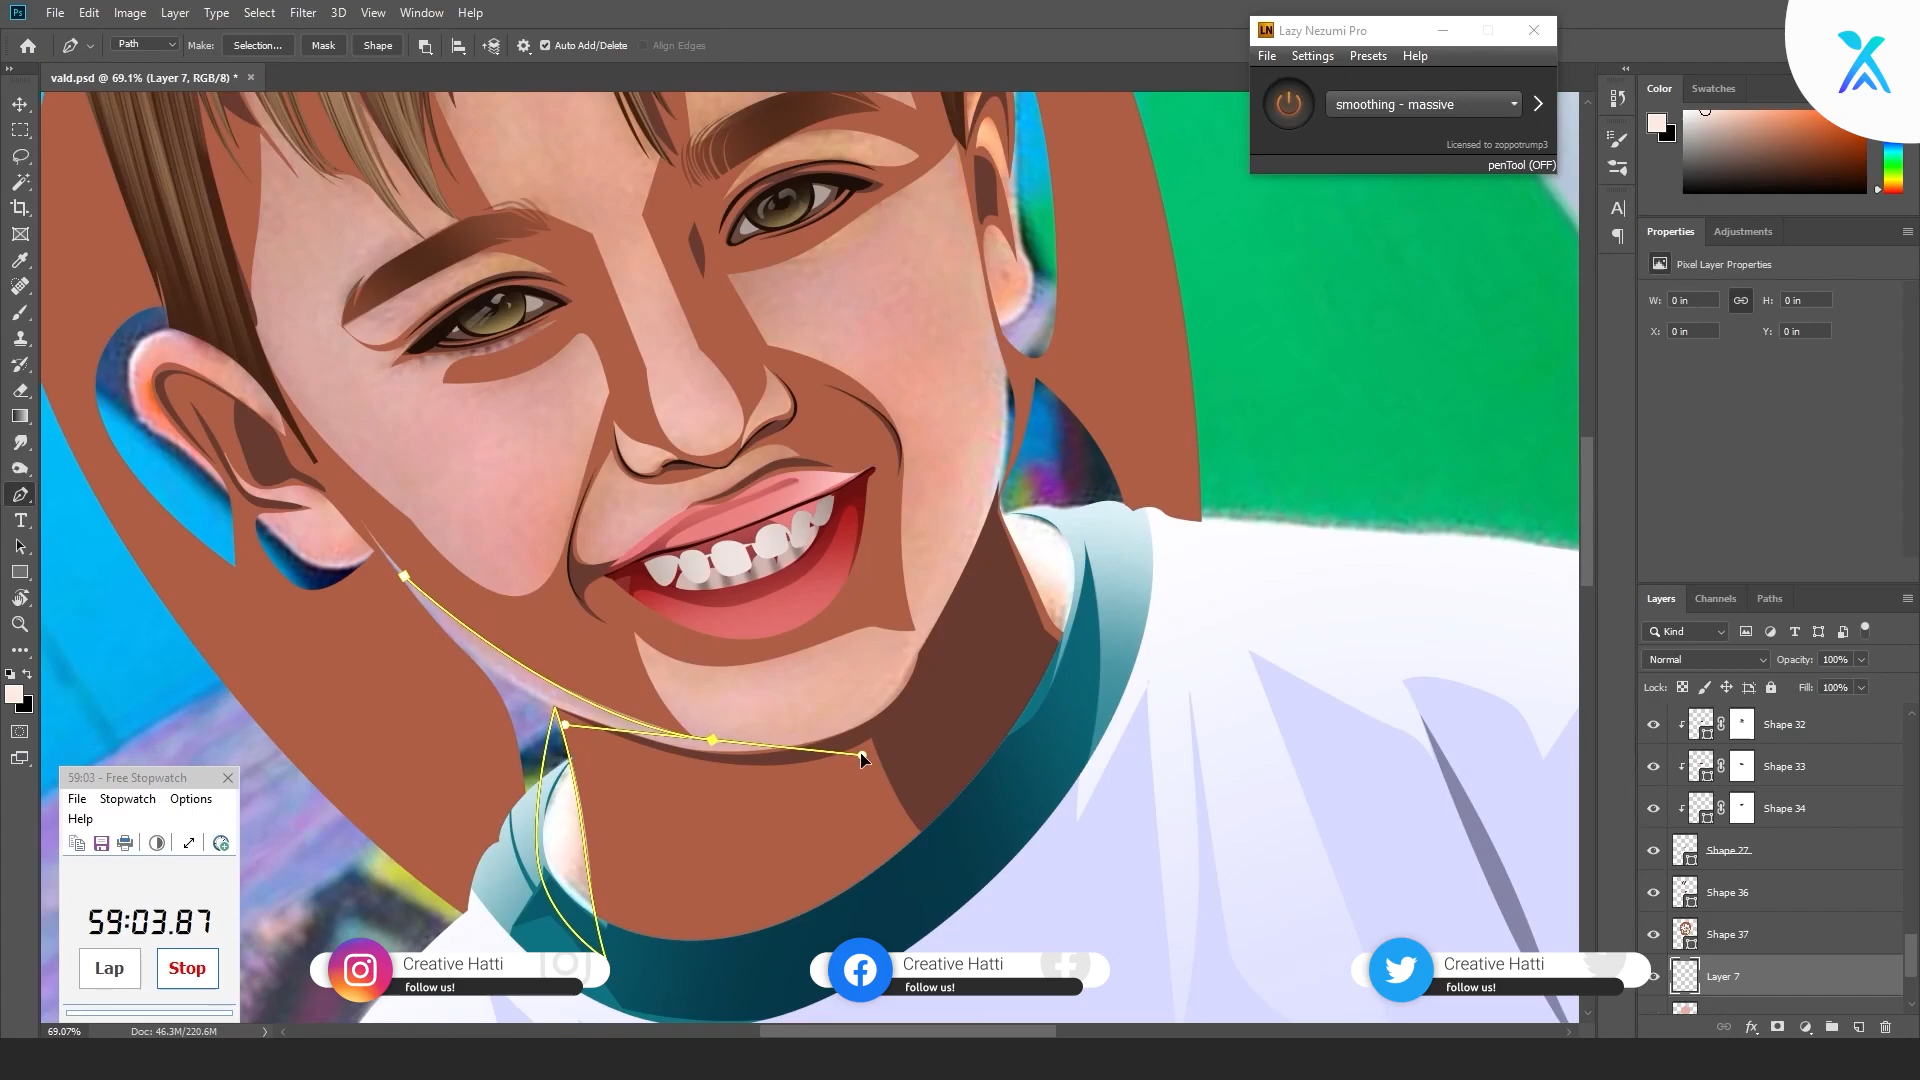 Ps File Edit Image Layer Type Select Filter 3D View Window Help
Path Make: Selection... Mask Shape Auto Add/Delete Align Edges
vald.psd @ 69.1% (Layer 7, RGB/8) * ×
LN Lazy Nezumi Pro
File Settings Presets Help
smoothing - massive
Licensed to zoppotrump3
penTool (OFF)
Color Swatches
Properties Adjustments
Pixel Layer Properties
W: 0 in H: 0 in
X: 0 in Y: 0 in
Layers Channels Paths
Kind
Normal Opacity: 100%
Lock: Fill: 100%
Shape 32
Shape 33
Shape 34
Shape 27
Shape 36
Shape 37
Layer 7
fx
59:03 - Free Stopwatch
File Stopwatch Options
Help
59:03.87
Lap Stop
Creative Hatti
follow us!
Creative Hatti
follow us!
Creative Hatti
follow us!
69.07% Doc: 46.3M/220.6M